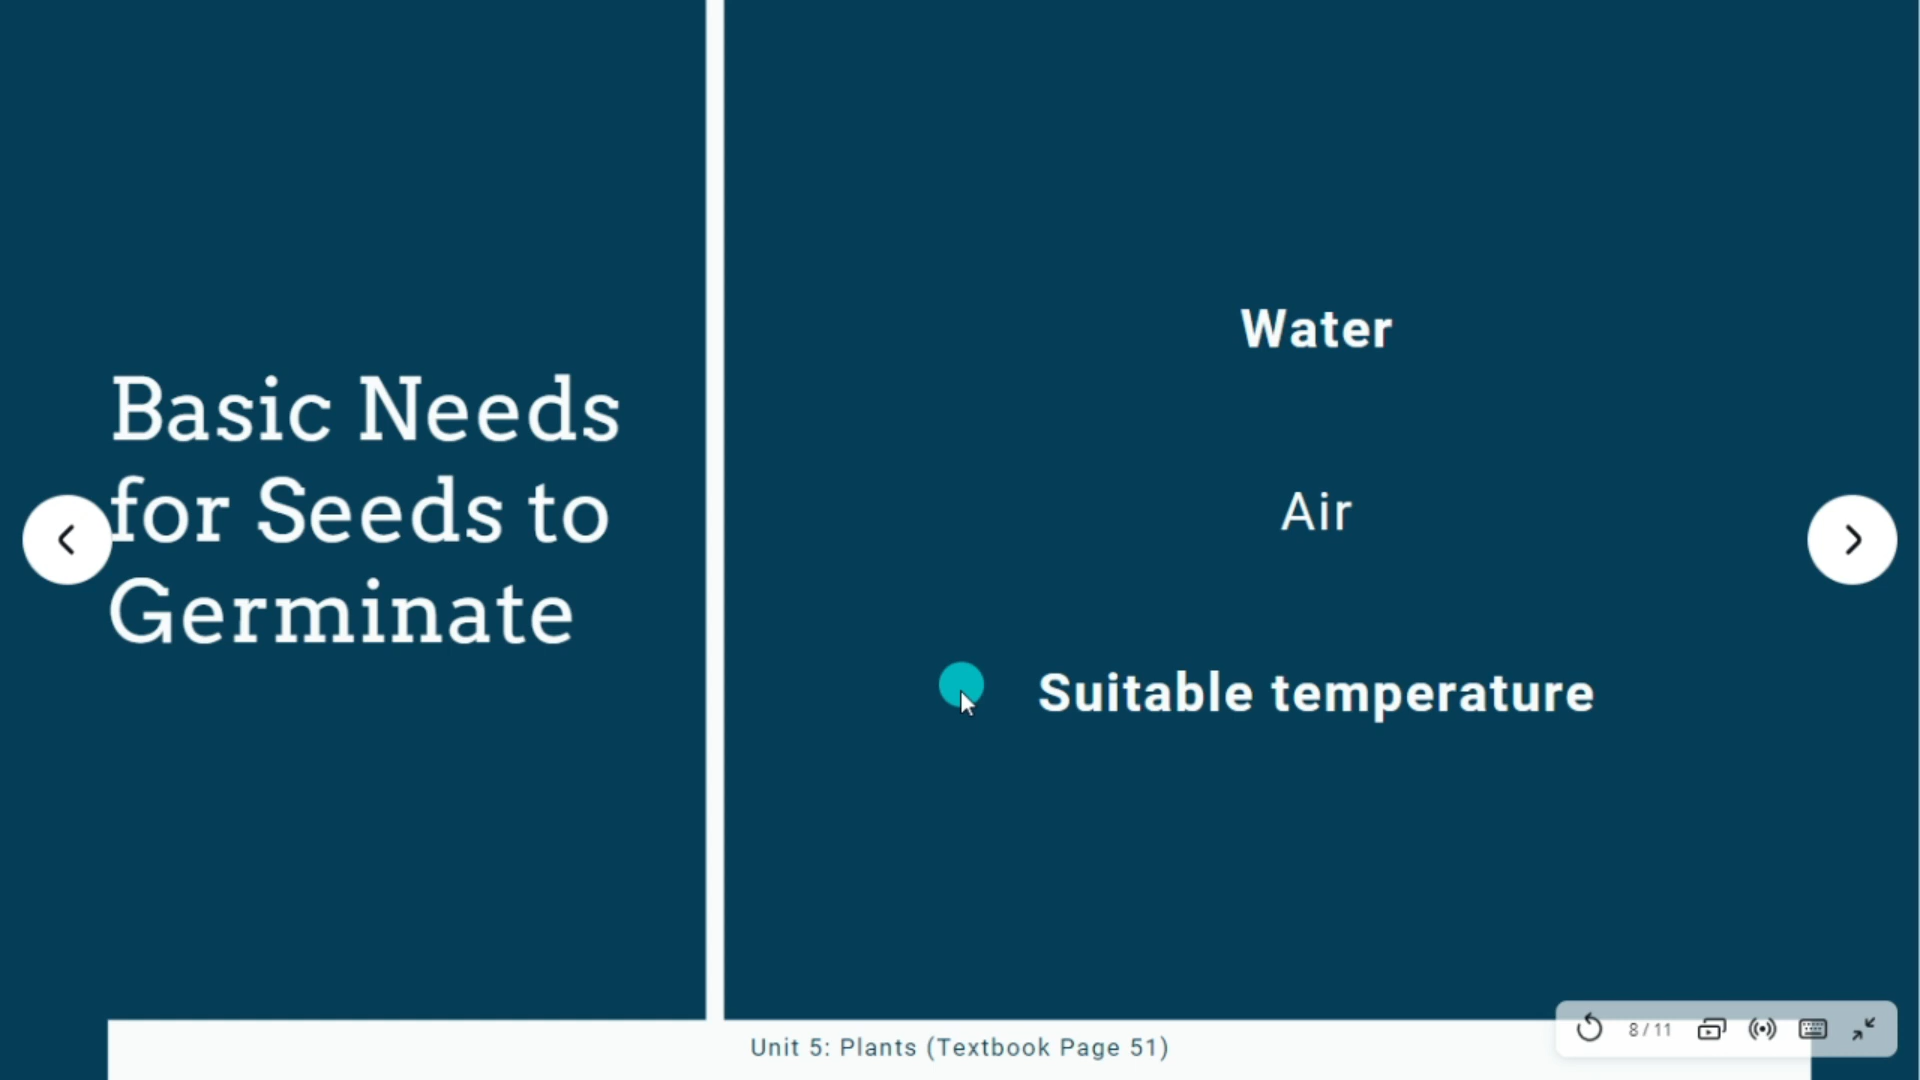 Basic Needs
for Seeds to
Germinate
Water
Air
Suitable temperature
Unit 5: Plants (Textbook Page 51)
8/11